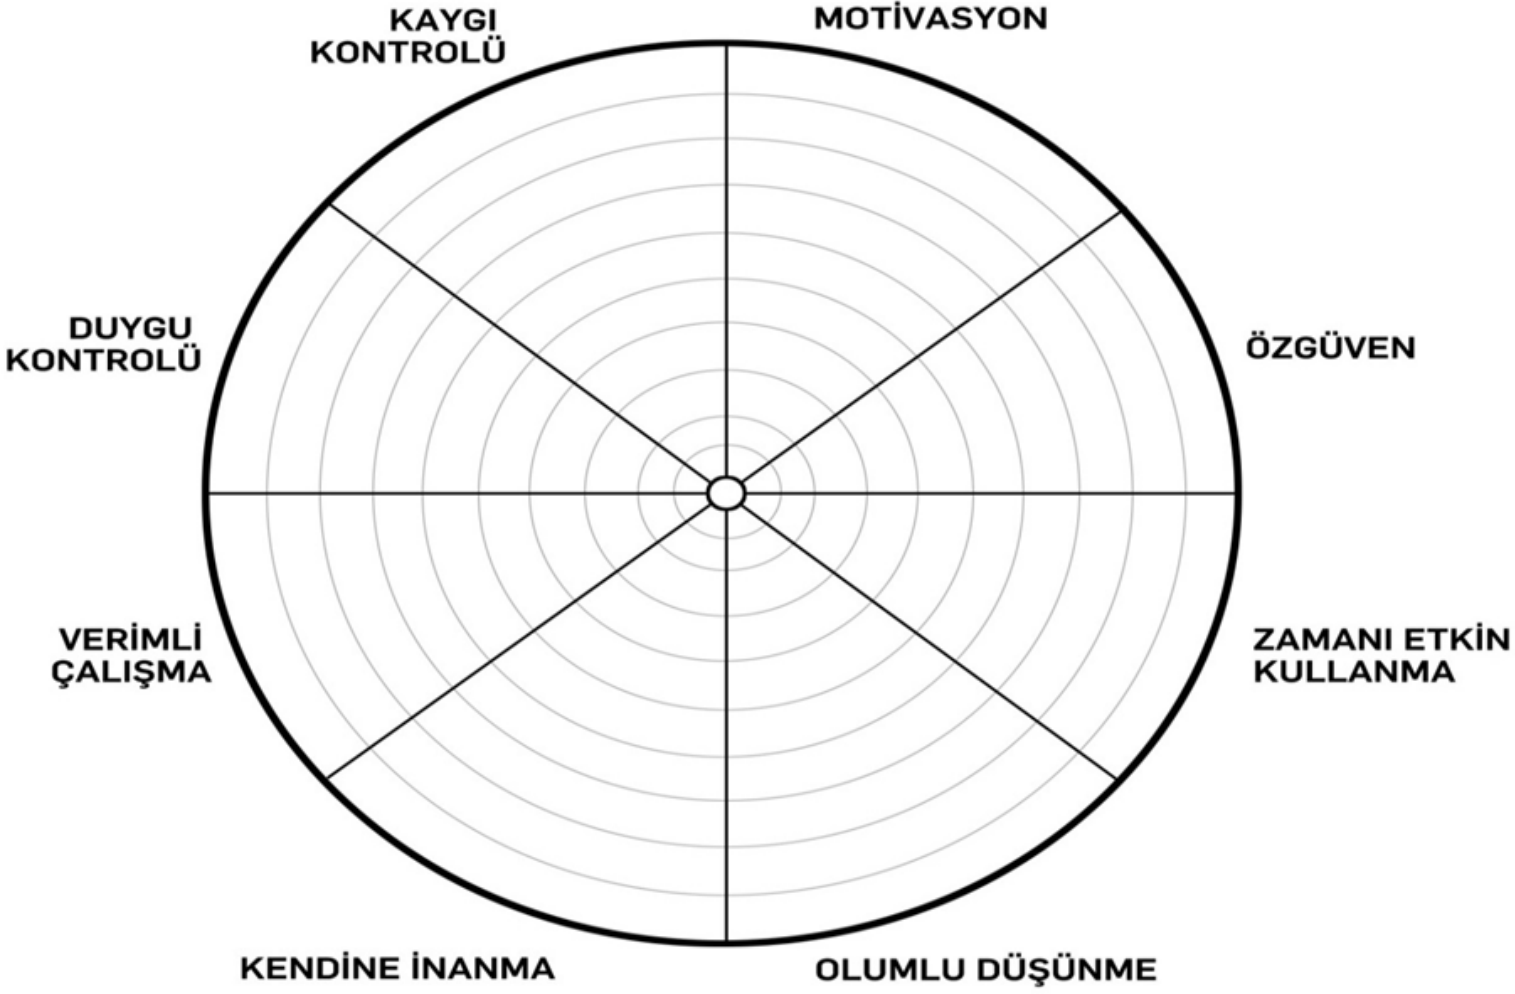 KAYGI
KONTROLÜ
MOTİVASYON
DUYGU
KONTROLÜ
ÖZGÜVEN
VERİMLİ
ÇALIŞMA
ZAMANI ETKİN
KULLANMA
KENDİNE İNANMA
OLUMLU DÜŞÜNME